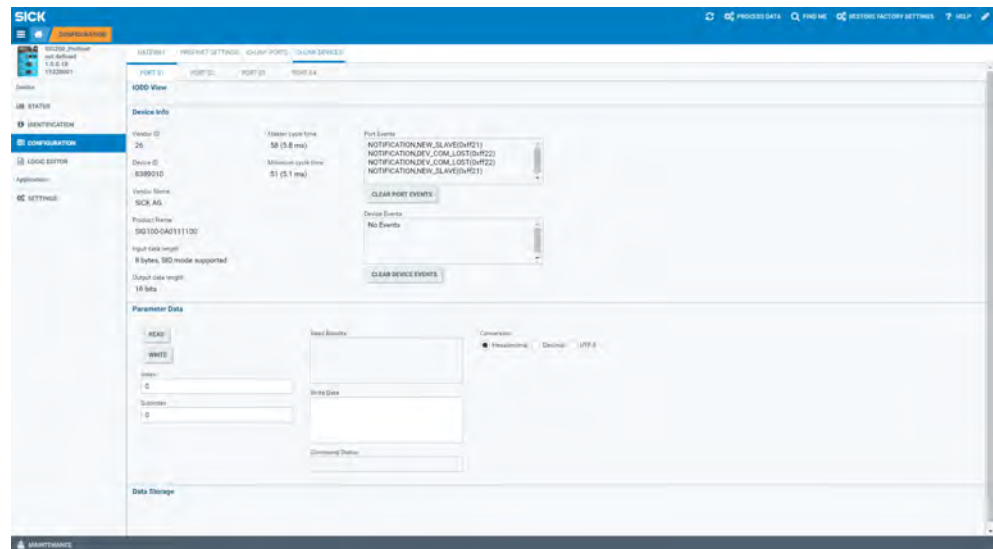 SICK
PROCESS DATA FIND ME RESTORE FACTORY SETTINGS ? HELP
CONFIGURATION
SIG200_Profinet
not defined
1.0.0.1R
19320001
Device
STATUS
IDENTIFICATION
CONFIGURATION
LOGIC EDITOR
Application
SETTINGS
GATEWAY PROFINET SETTINGS IO-LINK PORTS IO-LINK DEVICES
PORT S1 PORT S2 PORT S3 PORT S4
IODD View
Device Info
Vendor ID
26
Device ID
8389010
Vendor Name
SICK AG
Product Name
SIG100-0A0111100
Input data length
8 bytes, SIO mode supported
Output data length
16 bits
Master cycle time
58 (5.8 ms)
Minimum cycle time
51 (5.1 ms)
Port Events
NOTIFICATION,NEW_SLAVE(0xff21)
NOTIFICATION,DEV_COM_LOST(0xff22)
NOTIFICATION,DEV_COM_LOST(0xff22)
NOTIFICATION,NEW_SLAVE(0xff21)
CLEAR PORT EVENTS
Device Events
No Events
CLEAR DEVICE EVENTS
Parameter Data
READ
WRITE
Index
0
Subindex
0
Read Results
Write Data
Command Status
Conversion
Hexadecimal Decimal UTF-8
Data Storage
MAINTENANCE